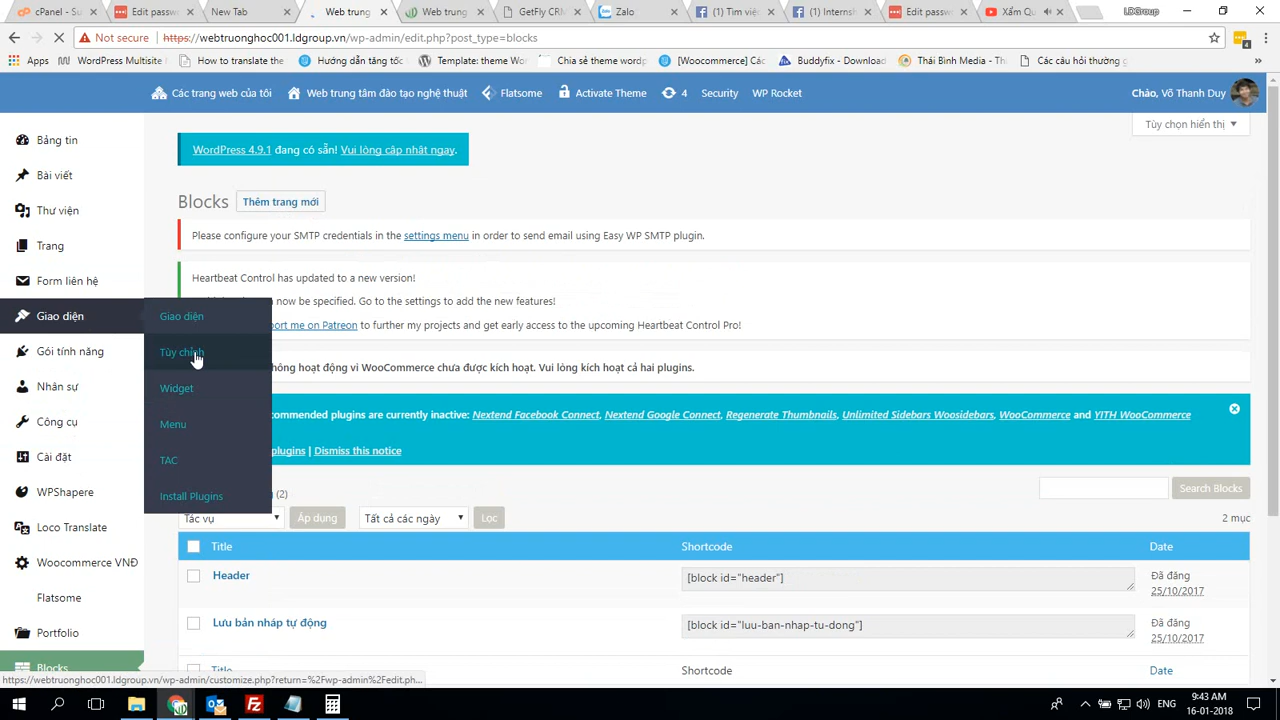 cPanel - Su
Edit passw
New Tab
Web trung
Web trung
GetFly CRM
Zalo
(1) Tìm việc
(1) Internsh
Edit passw
Xẩm Qu
LDGroup
Not secure
https://webtruonghoc001.ldgroup.vn/wp-admin/edit.php?post_type=blocks
4
Apps
WordPress Multisite
How to translate the
Hướng dẫn tăng tốc
Template: theme Wor
Chia sẻ theme wordp
[Woocommerce] Các
Buddyfix - Download
Thái Bình Media - Th
Các câu hỏi thường g
Các trang web của tôi
Web trung tâm đào tạo nghệ thuật
Flatsome
Activate Theme
4
Security
WP Rocket
Chào, Võ Thanh Duy
Tùy chọn hiển thị
Bảng tin
Bài viết
Thư viện
Trang
Form liên hệ
Giao diện
Gói tính năng
Nhân sự
Công cụ
Cài đặt
WPShapere
Loco Translate
Woocommerce VNĐ
Flatsome
Portfolio
Blocks
Giao diện
Tùy chỉnh
Widget
Menu
TAC
Install Plugins
WordPress 4.9.1 đang có sẵn! Vui lòng cập nhật ngay.
Blocks
Thêm trang mới
Please configure your SMTP credentials in the settings menu in order to send email using Easy WP SMTP plugin.
Heartbeat Control has updated to a new version!
now be specified. Go to the settings to add the new features!
port me on Patreon to further my projects and get early access to the upcoming Heartbeat Control Pro!
hông hoạt động vì WooCommerce chưa được kích hoạt. Vui lòng kích hoạt cả hai plugins.
commended plugins are currently inactive: Nextend Facebook Connect, Nextend Google Connect, Regenerate Thumbnails, Unlimited Sidebars Woosidebars, WooCommerce and YITH WooCommerce
plugins | Dismiss this notice
(2)
Search Blocks
Tác vụ
Áp dụng
Tất cả các ngày
Lọc
2 mục
Title
Shortcode
Date
Header
[block id="header"]
Đã đăng
25/10/2017
Lưu bản nháp tự động
[block id="luu-ban-nhap-tu-dong"]
Đã đăng
25/10/2017
Title
Shortcode
Date
https://webtruonghoc001.ldgroup.vn/wp-admin/customize.php?return=%2Fwp-admin%2Fedit.ph...
9:43 AM
ENG
16-01-2018